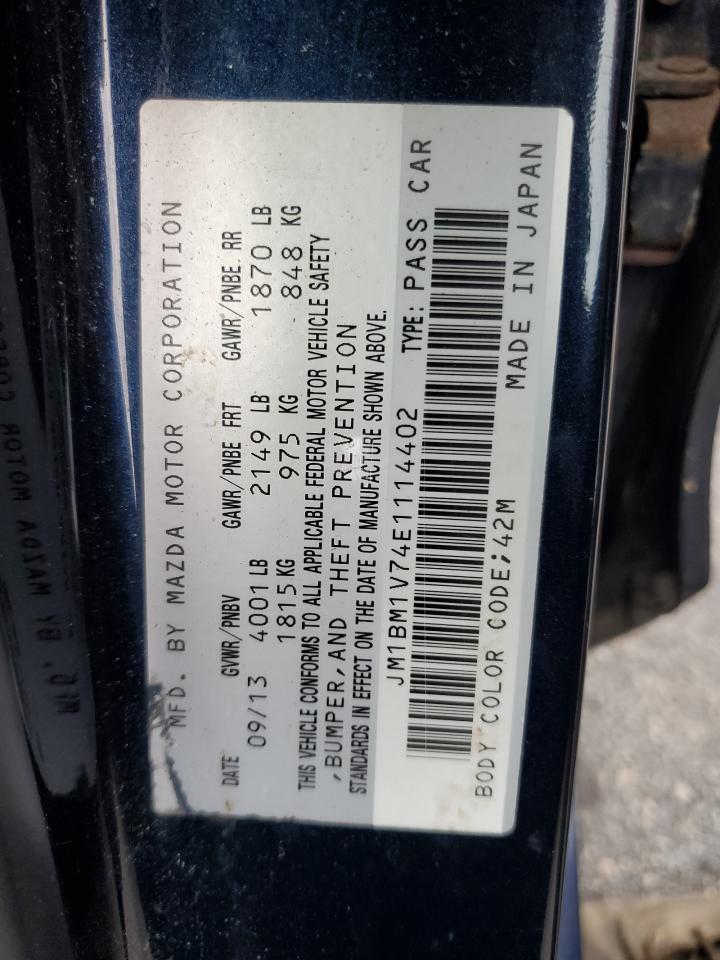 MFD. BY MAZDA MOTOR CORPORATION
DATE GVWR/PNBV GAWR/PNBE FRT GAWR/PNBE RR
09/13 4001 LB 2149 LB 1870 LB
1815 KG 975 KG 848 KG
THIS VEHICLE CONFORMS TO ALL APPLICABLE FEDERAL MOTOR VEHICLE SAFETY
,BUMPER, AND THEFT PREVENTION
STANDARDS IN EFFECT ON THE DATE OF MANUFACTURE SHOWN ABOVE.
JM1BM1V74E1114402 TYPE: PASS CAR
BODY COLOR CODE;42M MADE IN JAPAN